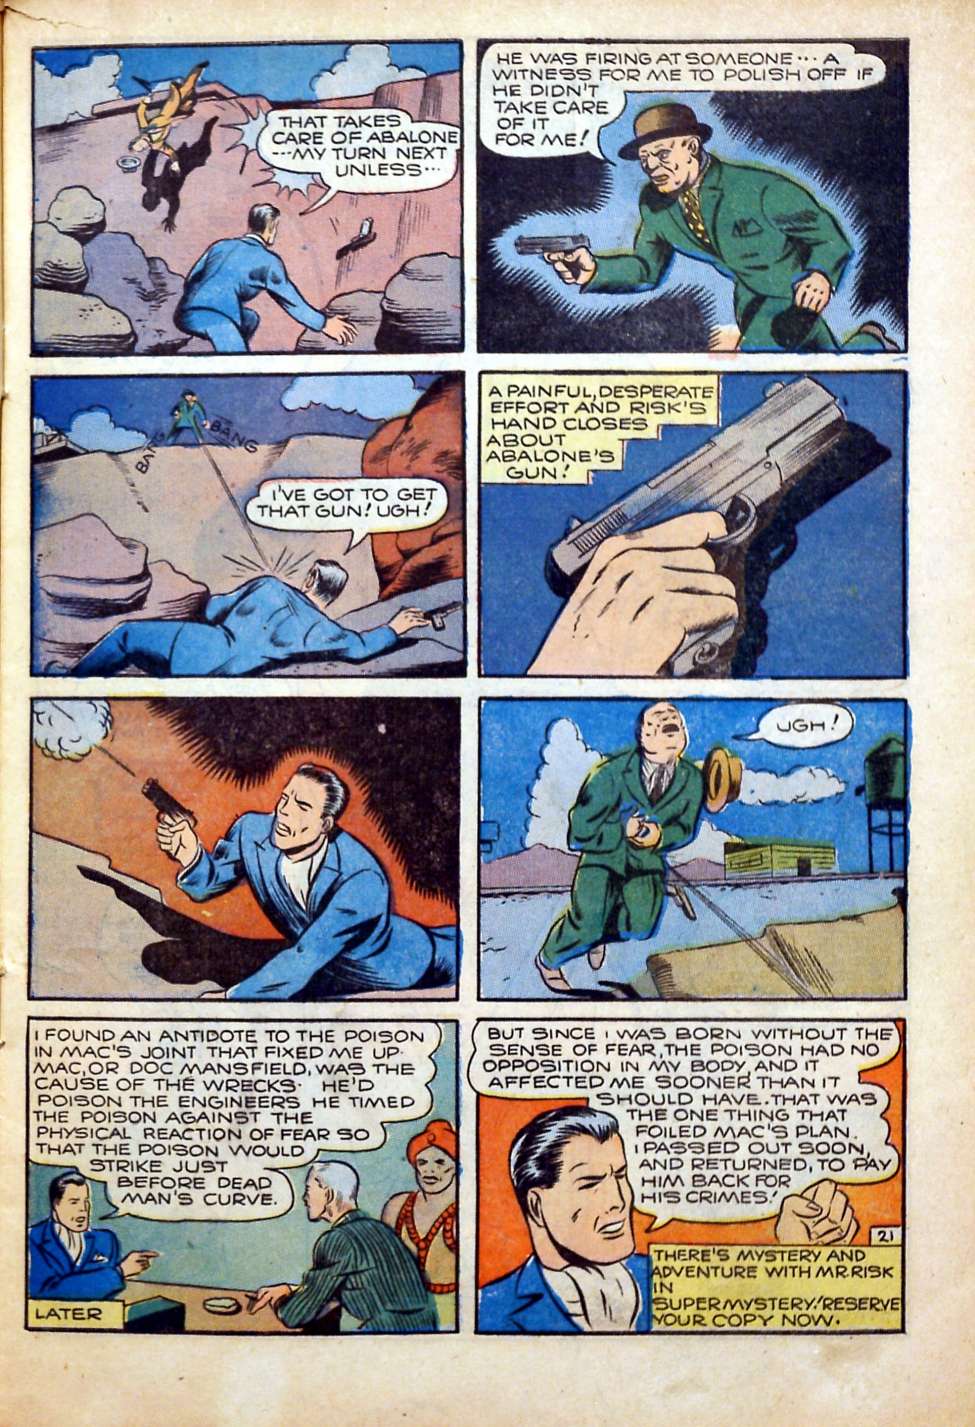 THAT TAKES
CARE OF ABALONE
---MY TURN NEXT
UNLESS...
HE WAS FIRING AT SOMEONE... A
WITNESS FOR ME TO POLISH OFF IF
HE DIDN'T
TAKE CARE
OF IT
FOR ME!
BANG
BANG
I'VE GOT TO GET
THAT GUN! UGH!
A PAINFUL, DESPERATE
EFFORT AND RISK'S
HAND CLOSES
ABOUT
ABALONE'S
GUN!
UGH!
I FOUND AN ANTIDOTE TO THE POISON
IN MAC'S JOINT THAT FIXED ME UP.
MAC, OR DOC MANSFIELD, WAS THE
CAUSE OF THE WRECKS. HE'D
POISON THE ENGINEERS HE TIMED
THE POISON AGAINST THE
PHYSICAL REACTION OF FEAR SO
THAT THE POISON WOULD
STRIKE JUST
BEFORE DEAD
MAN'S CURVE.
LATER
BUT SINCE I WAS BORN WITHOUT THE
SENSE OF FEAR, THE POISON HAD NO
OPPOSITION IN MY BODY, AND IT
AFFECTED ME SOONER THAN IT
SHOULD HAVE. THAT WAS
THE ONE THING THAT
FOILED MAC'S PLAN.
I PASSED OUT SOON,
AND RETURNED, TO PAY
HIM BACK FOR
HIS CRIMES!
21
THERE'S MYSTERY AND
ADVENTURE WITH MR. RISK
IN
SUPER MYSTERY! RESERVE
YOUR COPY NOW.